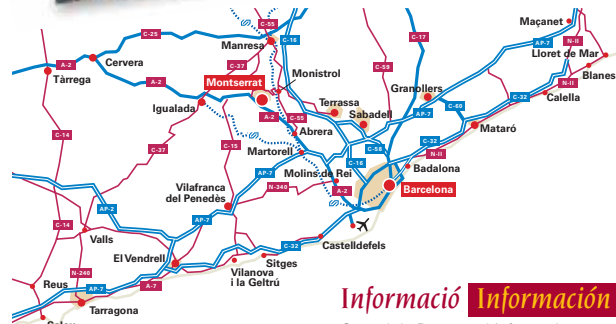 Maçanet
C-25
C-55
C-16
C-17
N-II
AP-7
Manresa
Lloret de Mar
A-2
Cervera
C-37
C-59
N-II
Blanes
Tàrrega
A-2
Montserrat
Monistrol
Granollers
C-32
Calella
Igualada
Terrassa
C-60
Sabadell
AP-7
A-2
C-55
Mataró
C-14
Abrera
C-37
C-15
Martorell
C-58
C-32
N-II
C-16
Badalona
Molins de Rei
AP-7
N-340
A-2
Barcelona
Vilafranca
del Penedès
AP-2
AP-7
C-14
Valls
C-32
Castelldefels
El Vendrell
Sitges
N-240
Vilanova
i la Geltrú
Reus
AP-7
A-7
Tarragona
Informació Información